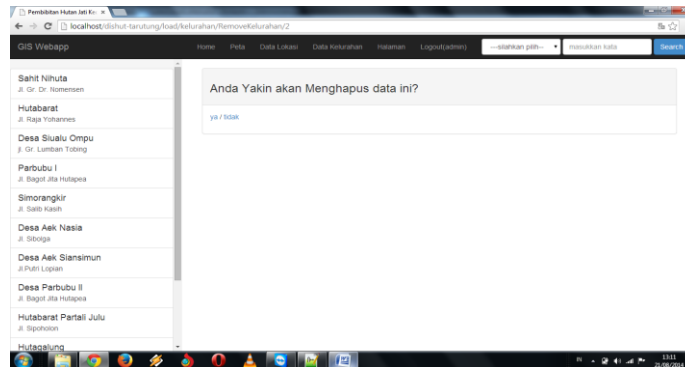 Pembibitan Hutan Jati Ker
localhost/dishut-tarutung/load/kelurahan/RemoveKelurahan/2
GIS Webapp
Home Peta Data Lokasi Data Kelurahan Halaman Logout(admin) ---silahkan pilih-- masukkan kata Search
Sahit Nihuta
Jl. Gr. Dr. Nomensen
Hutabarat
Jl. Raja Yohannes
Desa Siualu Ompu
jl. Gr. Lumban Tobing
Parbubu I
Jl. Bagot Jita Hutapea
Simorangkir
Jl. Salib Kasih
Desa Aek Nasia
Jl. Sibolga
Desa Aek Siansimun
Jl.Putri Lopian
Desa Parbubu II
Jl. Bagot Jita Hutapea
Hutabarat Partali Julu
Jl. Sipoholon
Hutagalung
Anda Yakin akan Menghapus data ini?
ya / tidak
IN
13:11
21/08/2014